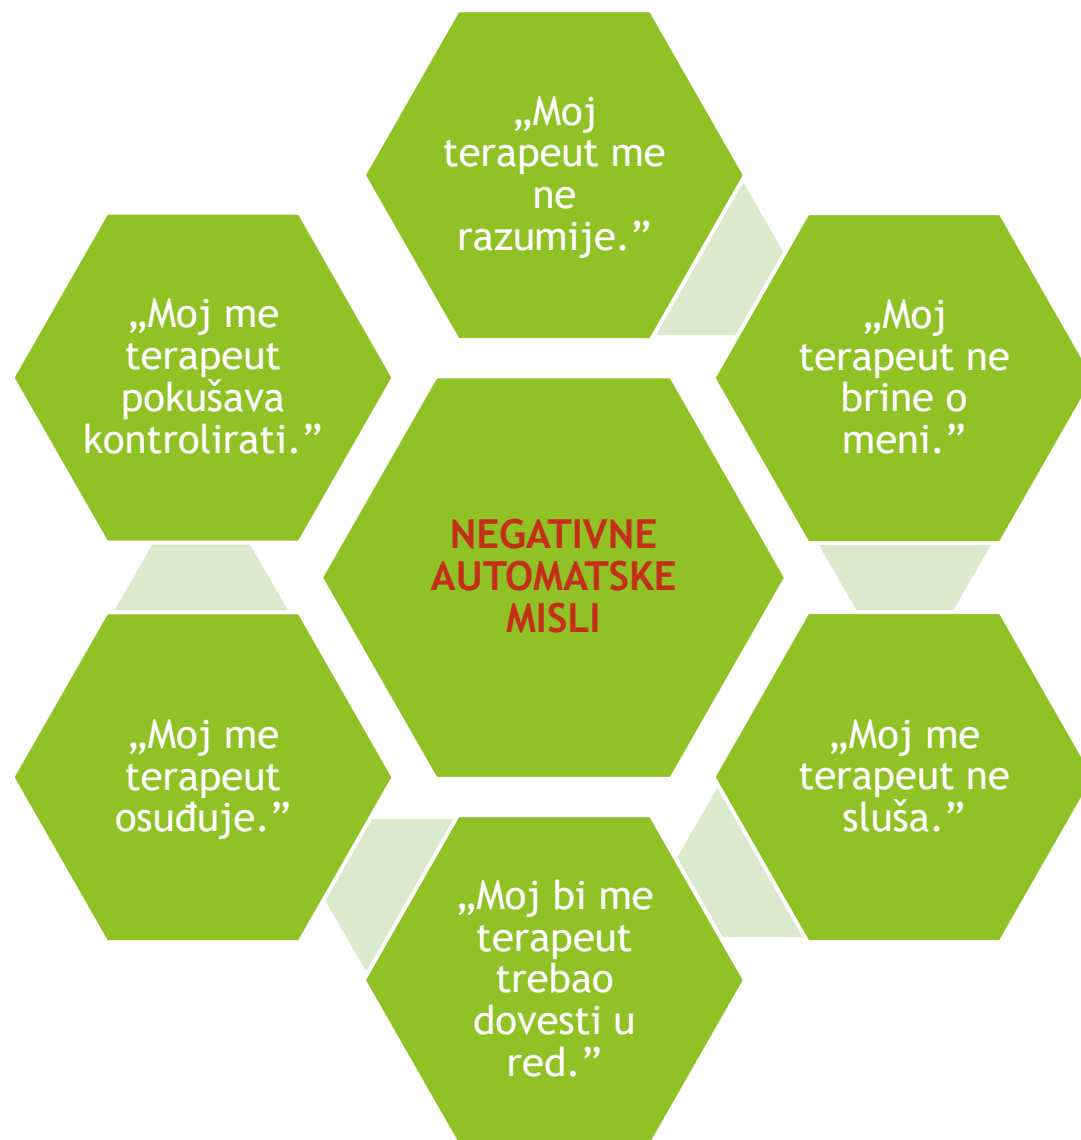 „Moj
terapeut me
ne
razumije.”
„Moj
terapeut ne
brine o
meni.”
„Moj me
terapeut ne
sluša.”
„Moj bi me
terapeut
trebao
dovesti u
red.”
„Moj me
terapeut
osuđuje.”
„Moj me
terapeut
pokušava
kontrolirati.”
NEGATIVNE
AUTOMATSKE
MISLI